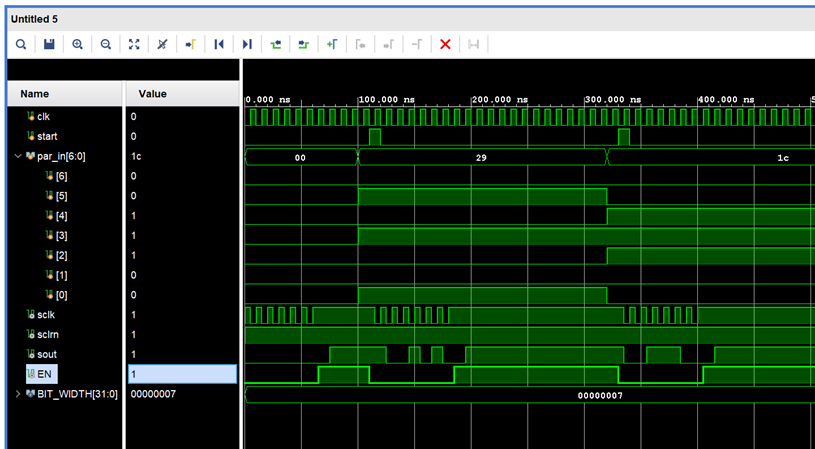 Untitled 5
Name Value
0.000 ns 100.000 ns 200.000 ns 300.000 ns 400.000 ns 5
clk 0
start 0
par_in[6:0] 1c 00 29 1c
[6] 0
[5] 0
[4] 1
[3] 1
[2] 1
[1] 0
[0] 0
sclk 1
sclrn 1
sout 1
EN 1
BIT_WIDTH[31:0] 00000007 00000007